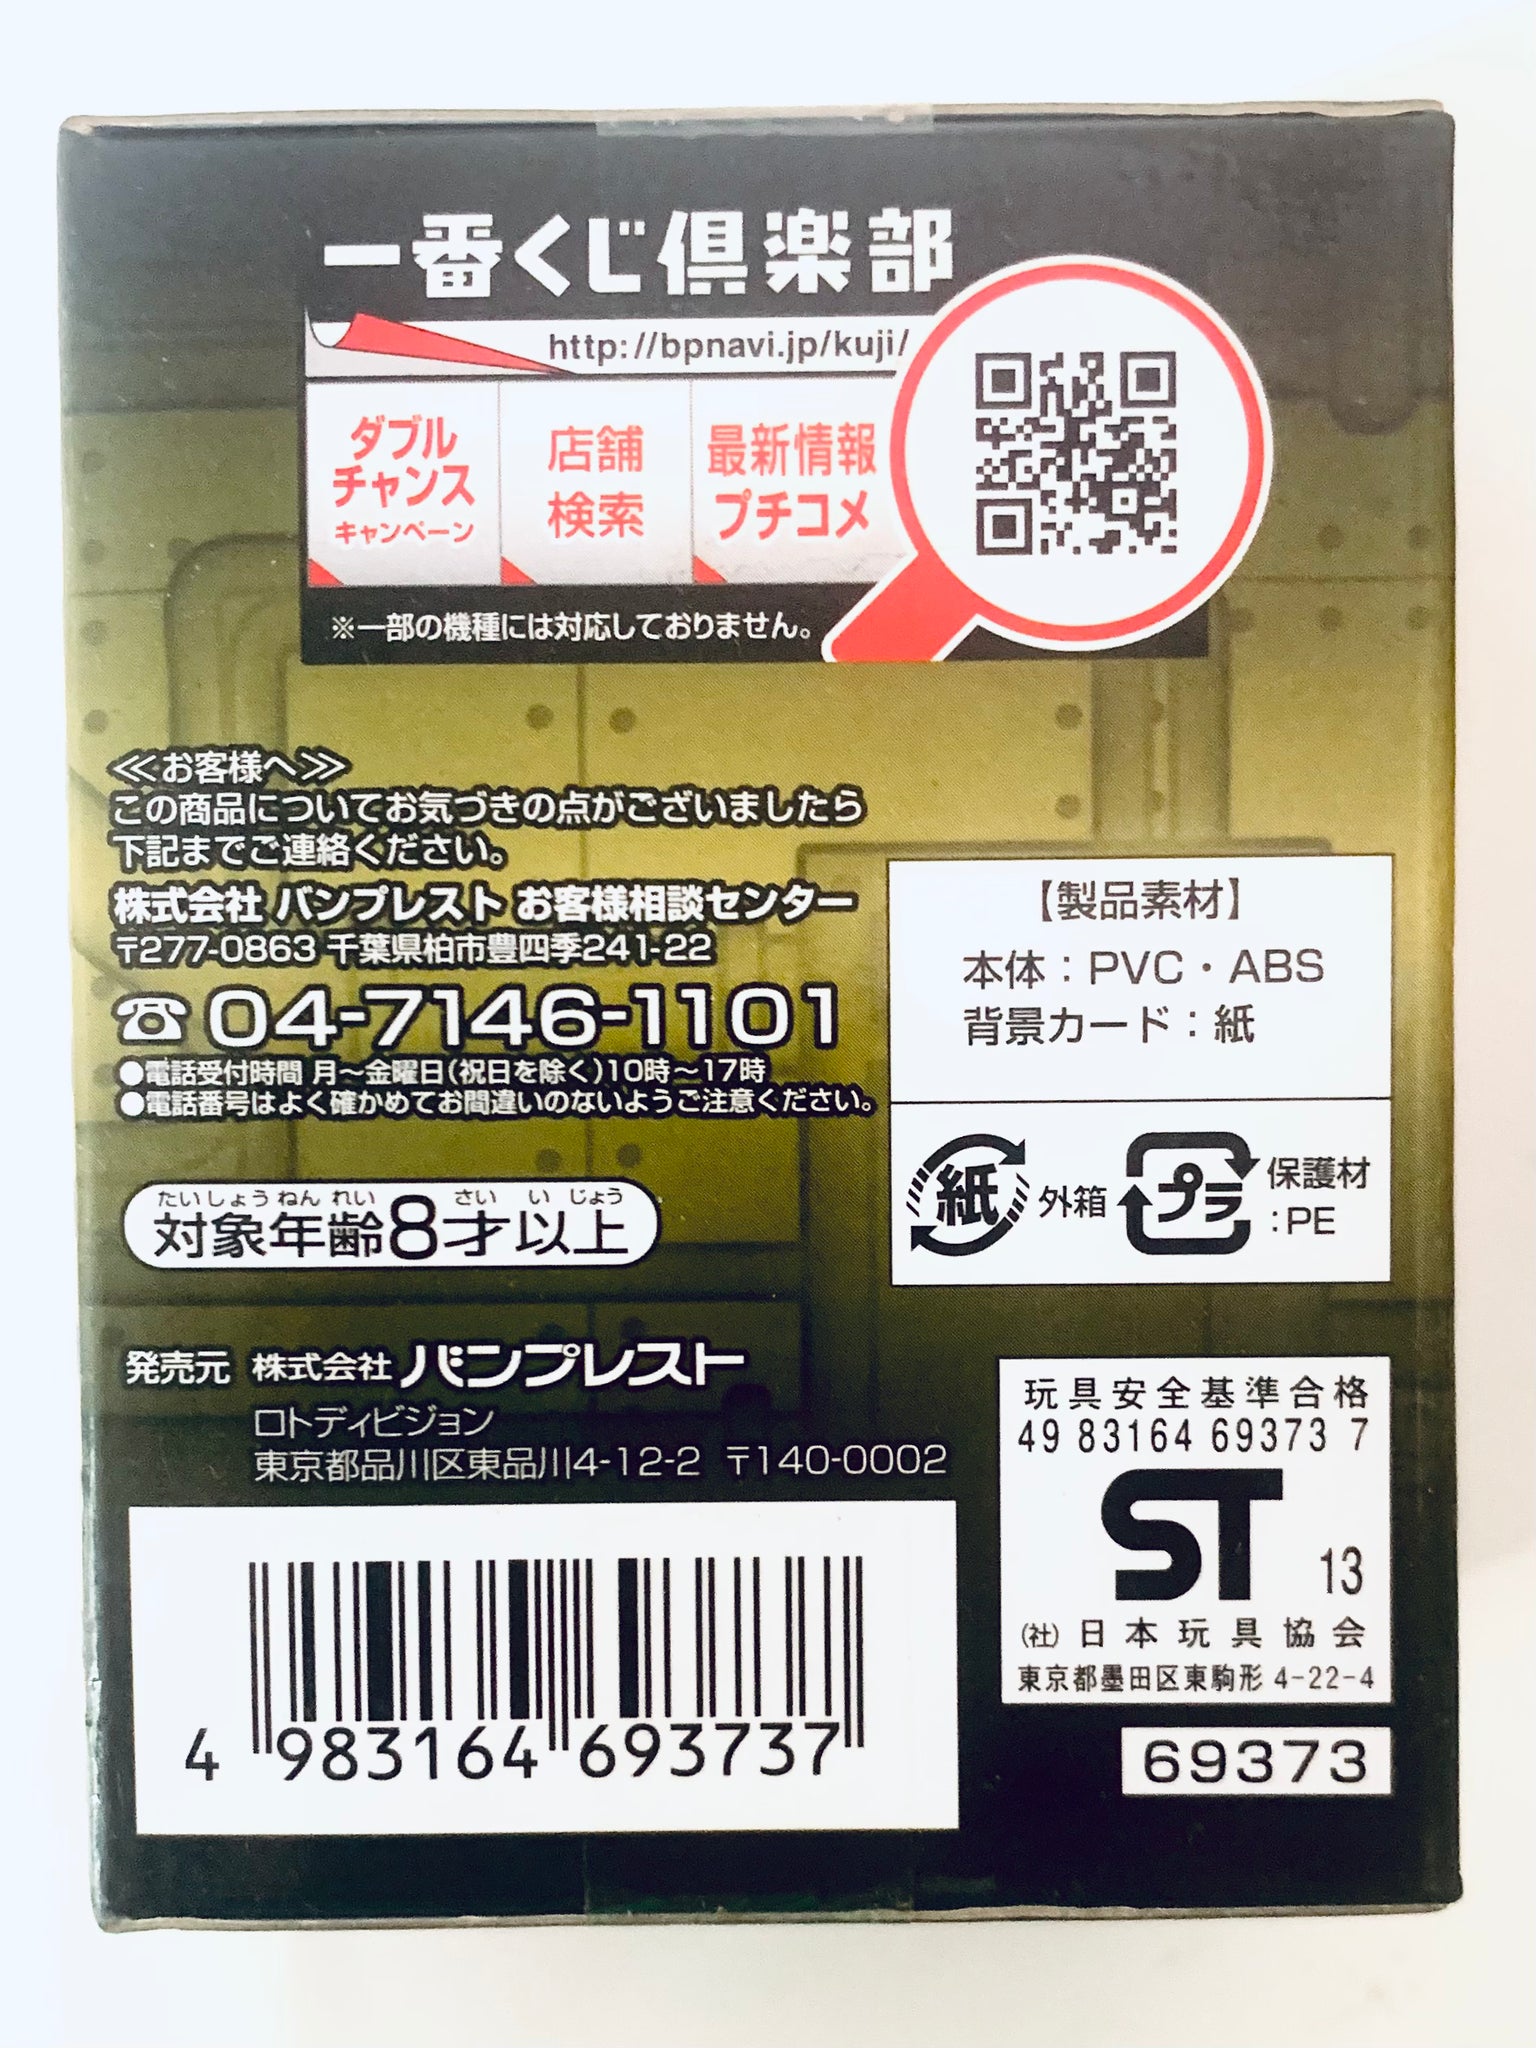 一番くじ倶楽部
http://bpnavi.jp/kuji/
ダブル
チャンス
キャンペーン
店舗
検索
最新情報
プチコメ
※一部の機種には対応しておりません。
≪お客様へ≫
この商品についてお気づきの点がございましたら
下記までご連絡ください。
株式会社 バンプレスト お客様相談センター
〒277-0863 千葉県柏市豊四季241-22
☎04-7146-1101
●電話受付時間 月～金曜日(祝日を除く)10時～17時
●電話番号はよく確かめてお間違いのないようご注意ください。
【製品素材】
本体：PVC・ABS
背景カード：紙
紙 外箱
プラ 保護材
:PE
たいしょうねんれい さい い じょう
対象年齢8才以上
発売元 株式会社 バンプレスト
ロトディビジョン
東京都品川区東品川4-12-2 〒140-0002
玩具安全基準合格
49 83164 69373 7
ST 13
(社) 日本玩具協会
東京都墨田区東駒形 4-22-4
4 983164 693737
69373